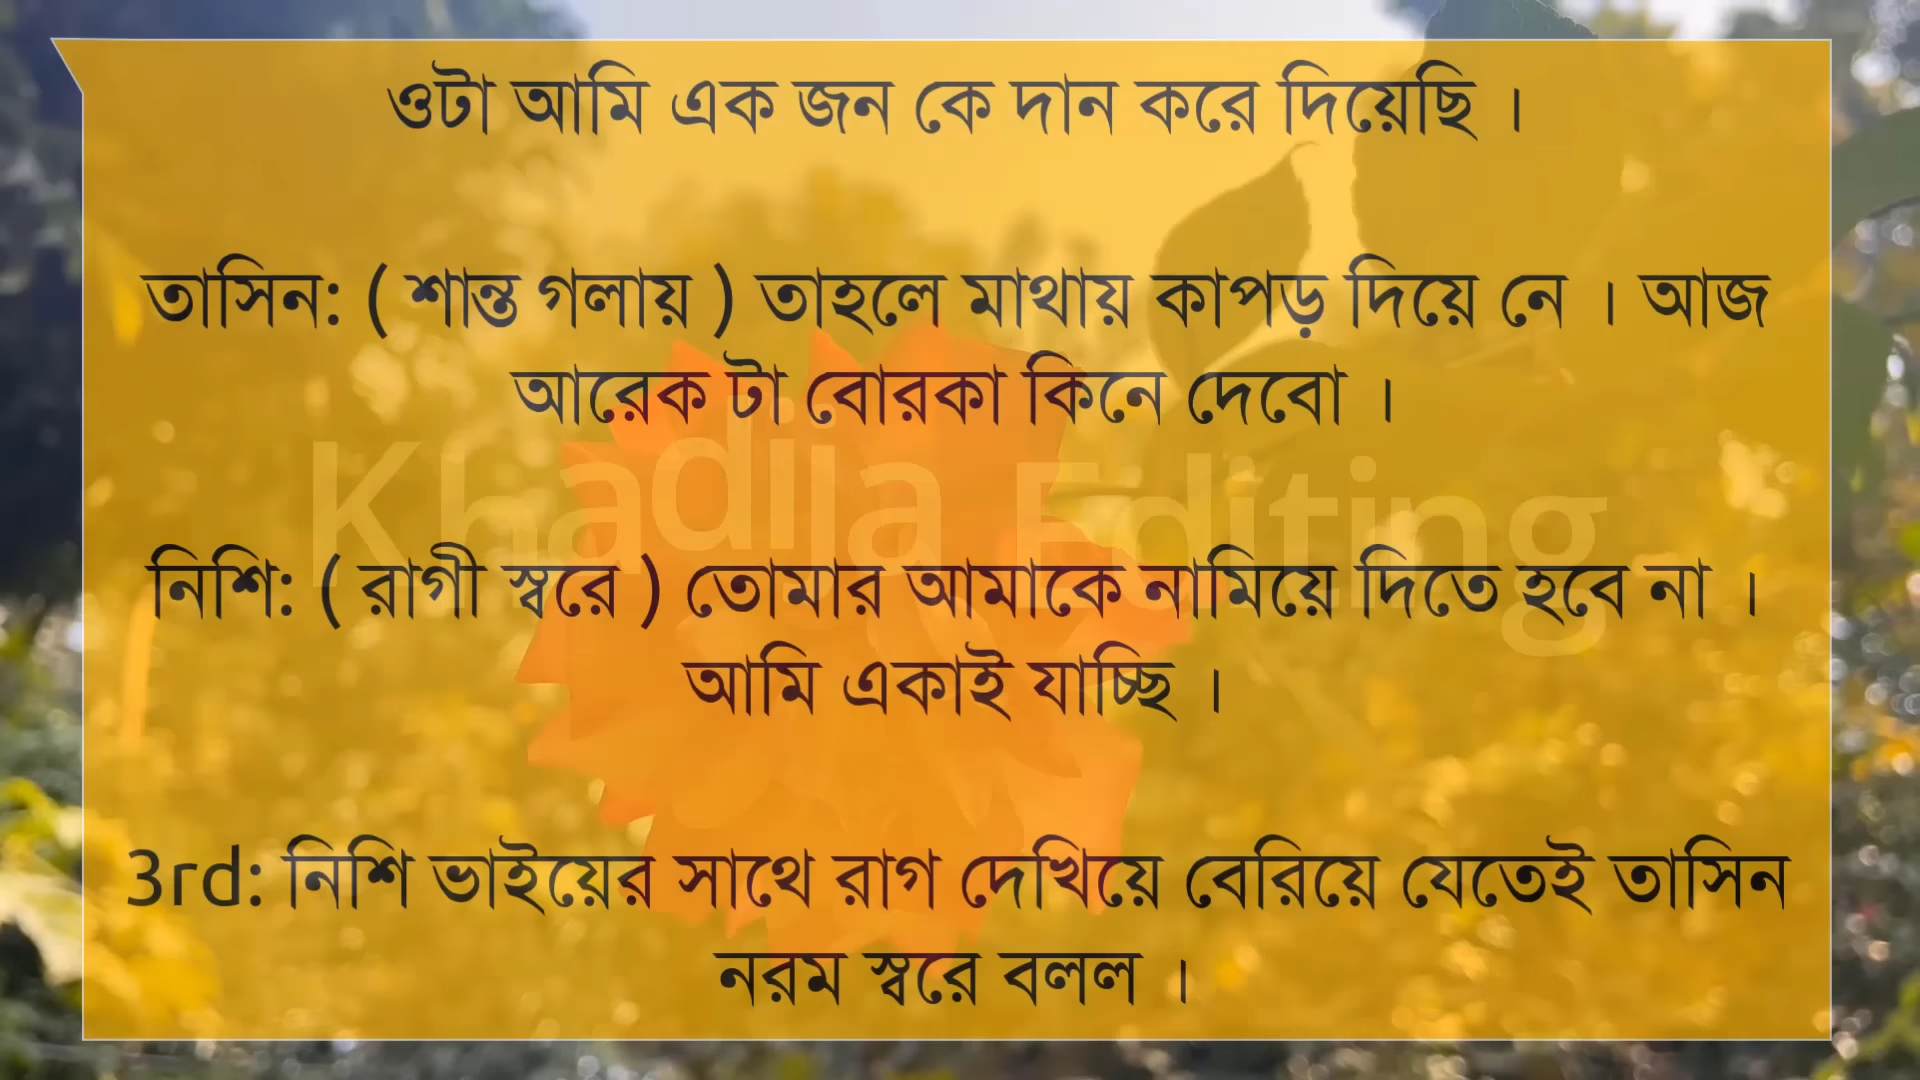 ওটা আমি এক জন কে দান করে দিয়েছি ।
তাসিন: ( শান্ত গলায় ) তাহলে মাথায় কাপড় দিয়ে নে । আজ
আরেক টা বোরকা কিনে দেবো ।
Khadija Editing
নিশি: ( রাগী স্বরে ) তোমার আমাকে নামিয়ে দিতে হবে না ।
আমি একাই যাচ্ছি ।
3rd: নিশি ভাইয়ের সাথে রাগ দেখিয়ে বেরিয়ে যেতেই তাসিন
নরম স্বরে বলল ।